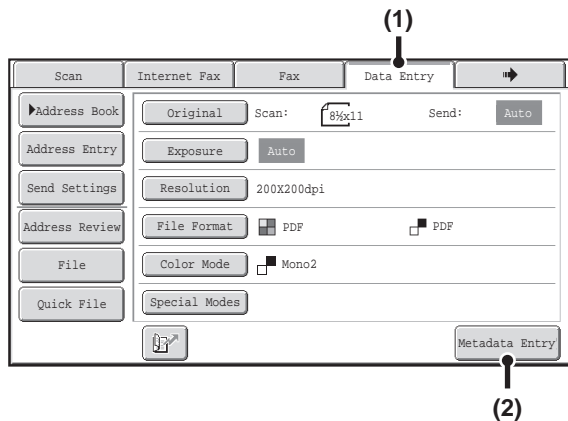 (1)
Scan Internet Fax Fax Data Entry
Address Book Original Scan: 8½x11 Send: Auto
Address Entry Exposure Auto
Send Settings Resolution 200X200dpi
Address Review File Format PDF PDF
File Color Mode Mono2
Quick File Special Modes
Metadata Entry
(2)